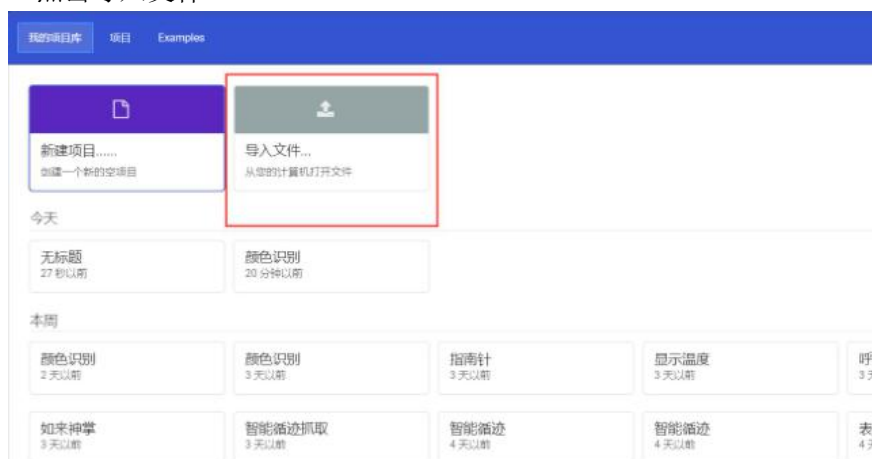 我的项目库 项目 Examples
新建项目...... 导入文件...
创建一个新的空项目 从您的计算机打开文件
今天
无标题 颜色识别
27 秒以前 20 分钟以前
本周
颜色识别 颜色识别 指南针 显示温度 呼
2 天以前 3 天以前 3 天以前 3 天以前 3
如来神掌 智能循迹抓取 智能循迹 智能循迹 表
3 天以前 3 天以前 4 天以前 4 天以前 4